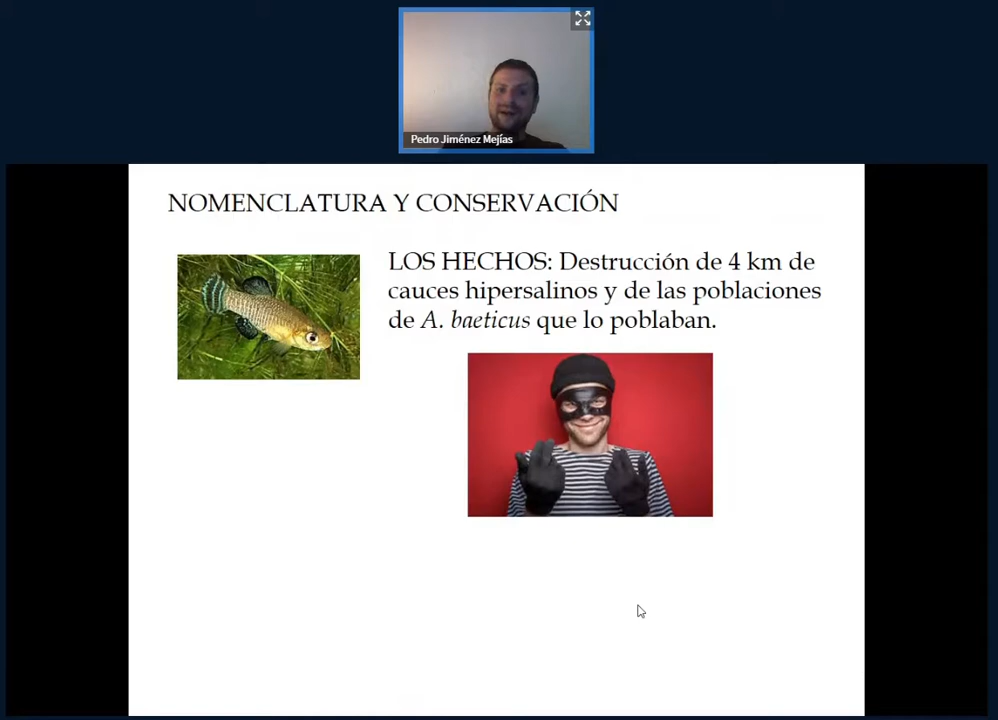 Pedro Jiménez Mejías
NOMENCLATURA Y CONSERVACIÓN
LOS HECHOS: Destrucción de 4 km de
cauces hipersalinos y de las poblaciones
de A. baeticus que lo poblaban.